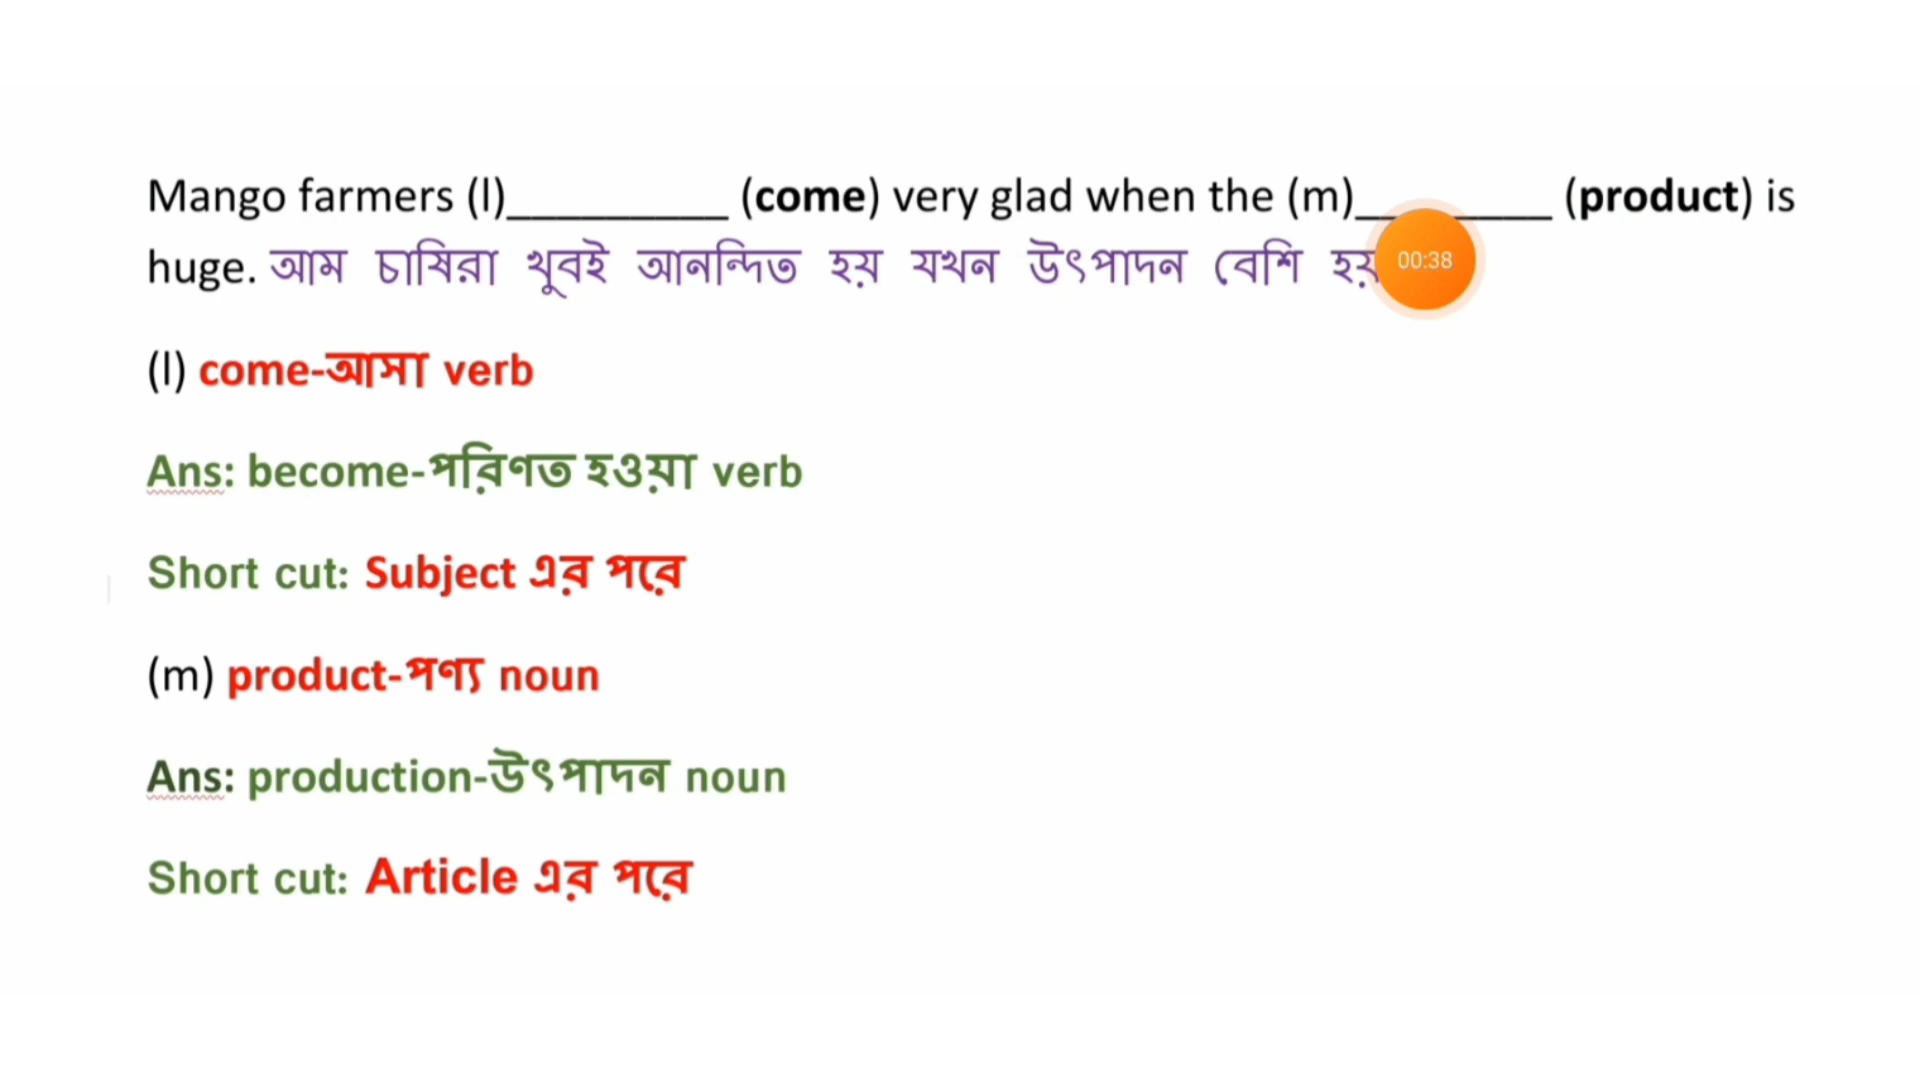 Mango farmers (l)_________ (come) very glad when the (m)________ (product) is
huge. আম চাষিরা খুবই আনন্দিত হয় যখন উৎপাদন বেশি হয়
00:38
(l) come-আসা verb
Ans: become-পরিণত হওয়া verb
Short cut: Subject এর পরে
(m) product-পণ্য noun
Ans: production-উৎপাদন noun
Short cut: Article এর পরে